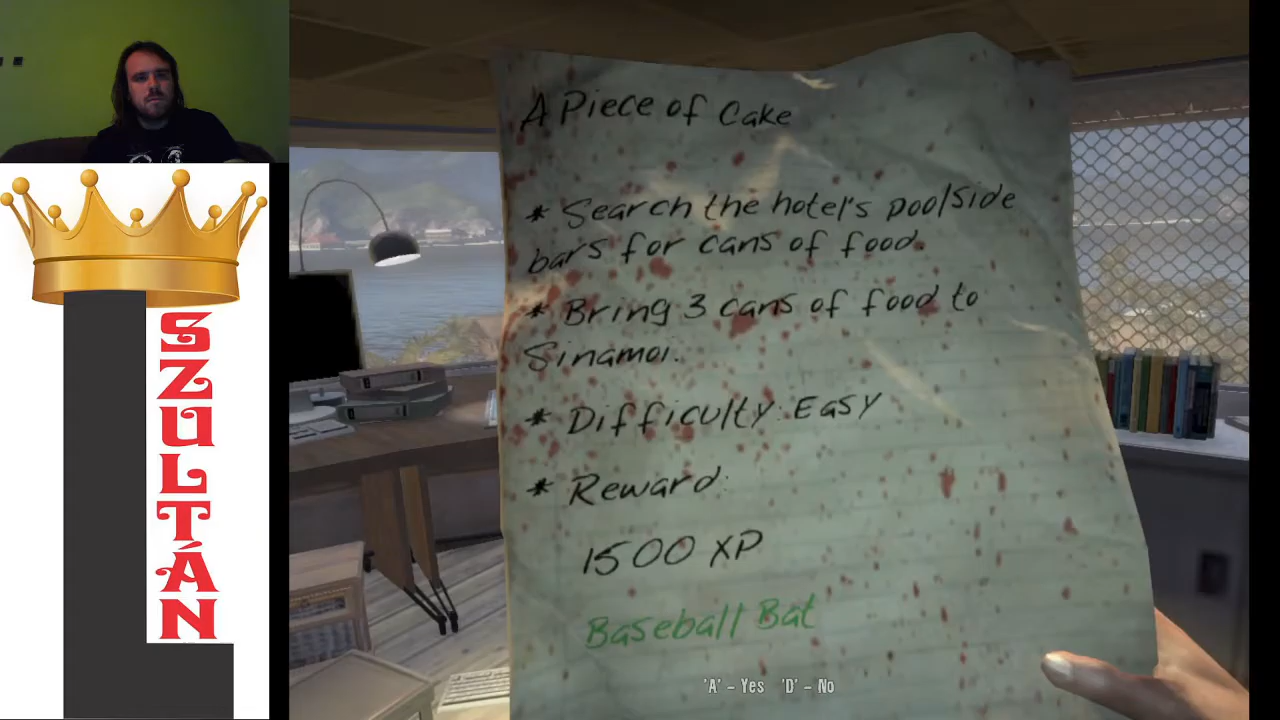 A Piece of Cake
* Search the hotel's poolside
bars for cans of food.
* Bring 3 cans of food to
Sinamoi.
* Difficulty: Easy
* Reward:
1500 XP
Baseball Bat
'A' - Yes 'D' - No
L
SZULTÁN